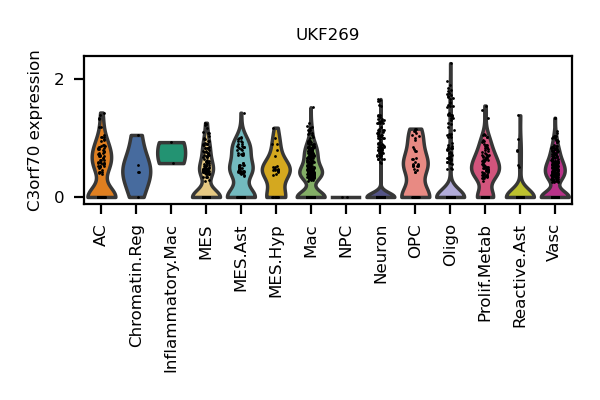 UKF269
C3orf70 expression
2
0
AC
Chromatin.Reg
Inflammatory.Mac
MES
MES.Ast
MES.Hyp
Mac
NPC
Neuron
OPC
Oligo
Prolif.Metab
Reactive.Ast
Vasc